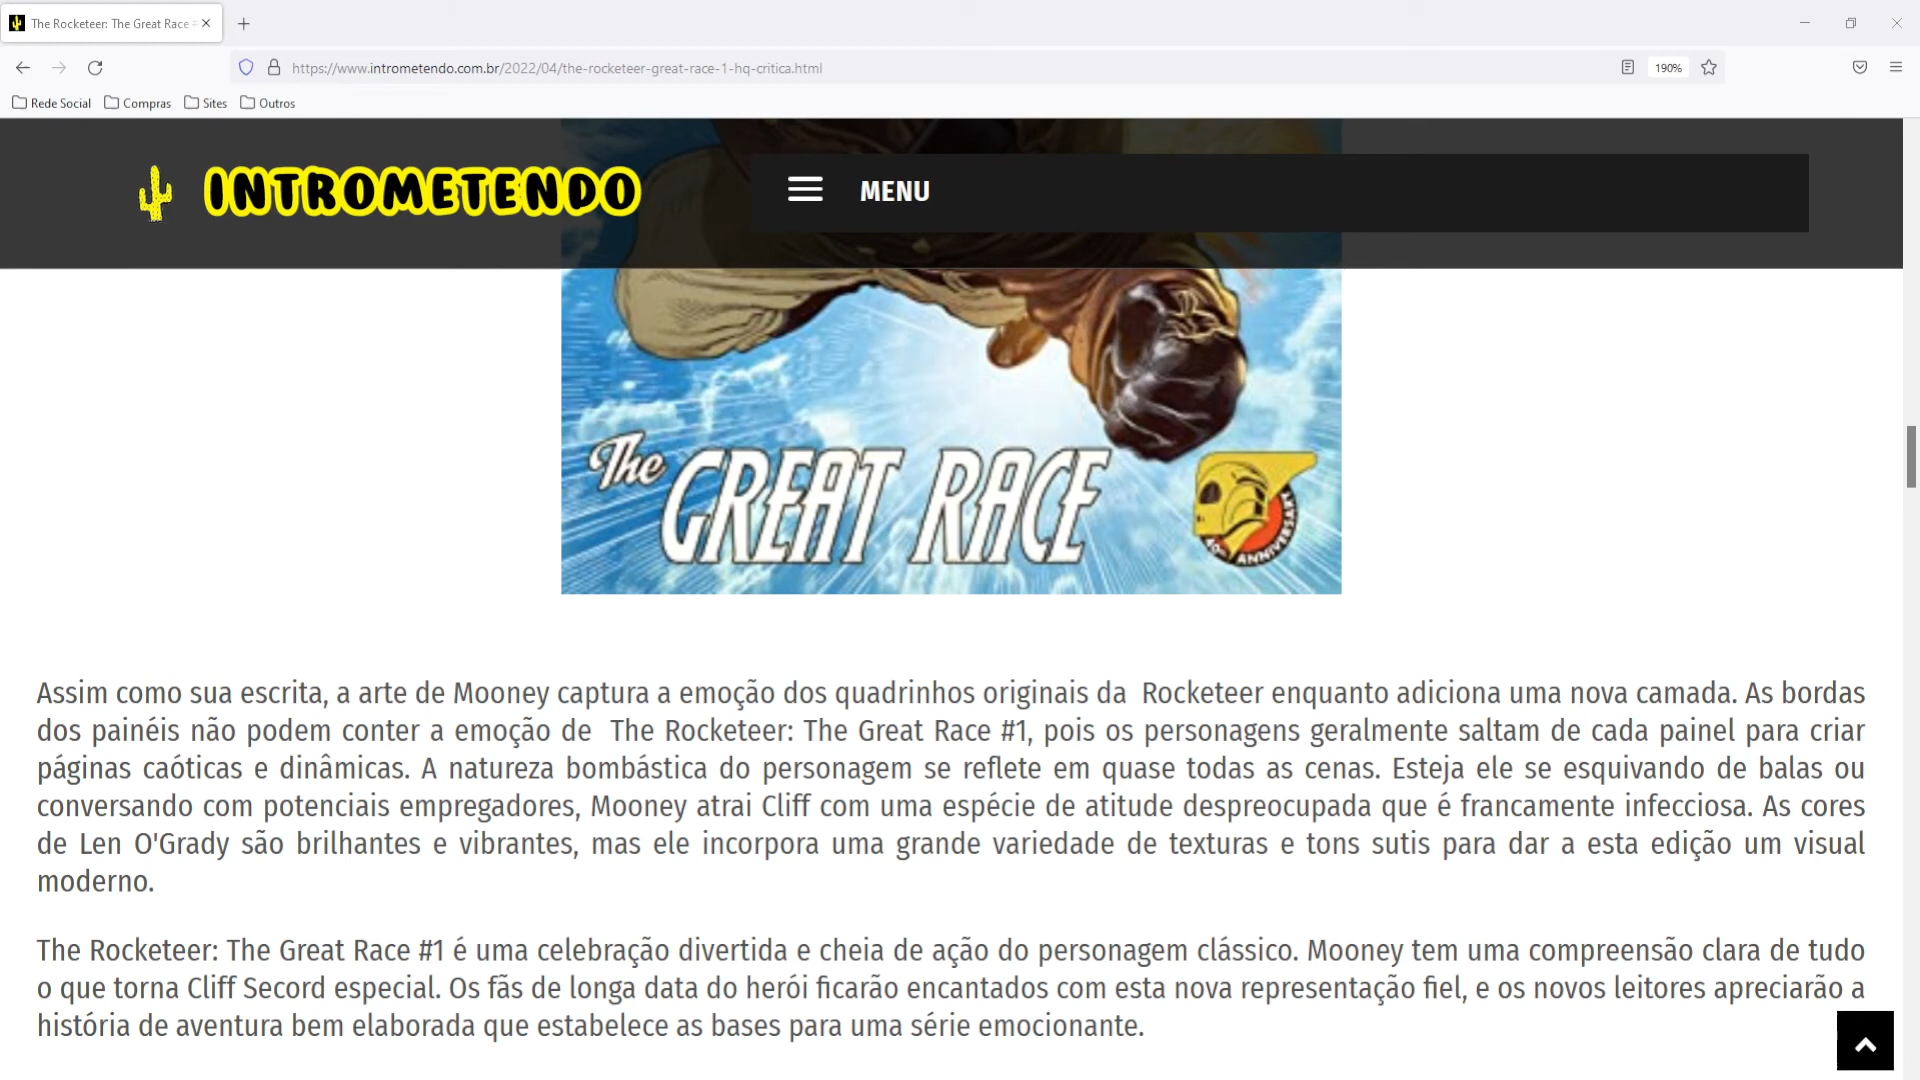 The Rocketeer: The Great Race
https://www.intrometendo.com.br/2022/04/the-rocketeer-great-race-1-hq-critica.html
190%
Rede Social
Compras
Sites
Outros
INTROMETENDO
MENU
The GREAT RACE
40th ANNIVERSARY
Assim como sua escrita, a arte de Mooney captura a emoção dos quadrinhos originais da Rocketeer enquanto adiciona uma nova camada. As bordas
dos painéis não podem conter a emoção de The Rocketeer: The Great Race #1, pois os personagens geralmente saltam de cada painel para criar
páginas caóticas e dinâmicas. A natureza bombástica do personagem se reflete em quase todas as cenas. Esteja ele se esquivando de balas ou
conversando com potenciais empregadores, Mooney atrai Cliff com uma espécie de atitude despreocupada que é francamente infecciosa. As cores
de Len O'Grady são brilhantes e vibrantes, mas ele incorpora uma grande variedade de texturas e tons sutis para dar a esta edição um visual
moderno.
The Rocketeer: The Great Race #1 é uma celebração divertida e cheia de ação do personagem clássico. Mooney tem uma compreensão clara de tudo
o que torna Cliff Secord especial. Os fãs de longa data do herói ficarão encantados com esta nova representação fiel, e os novos leitores apreciarão a
história de aventura bem elaborada que estabelece as bases para uma série emocionante.